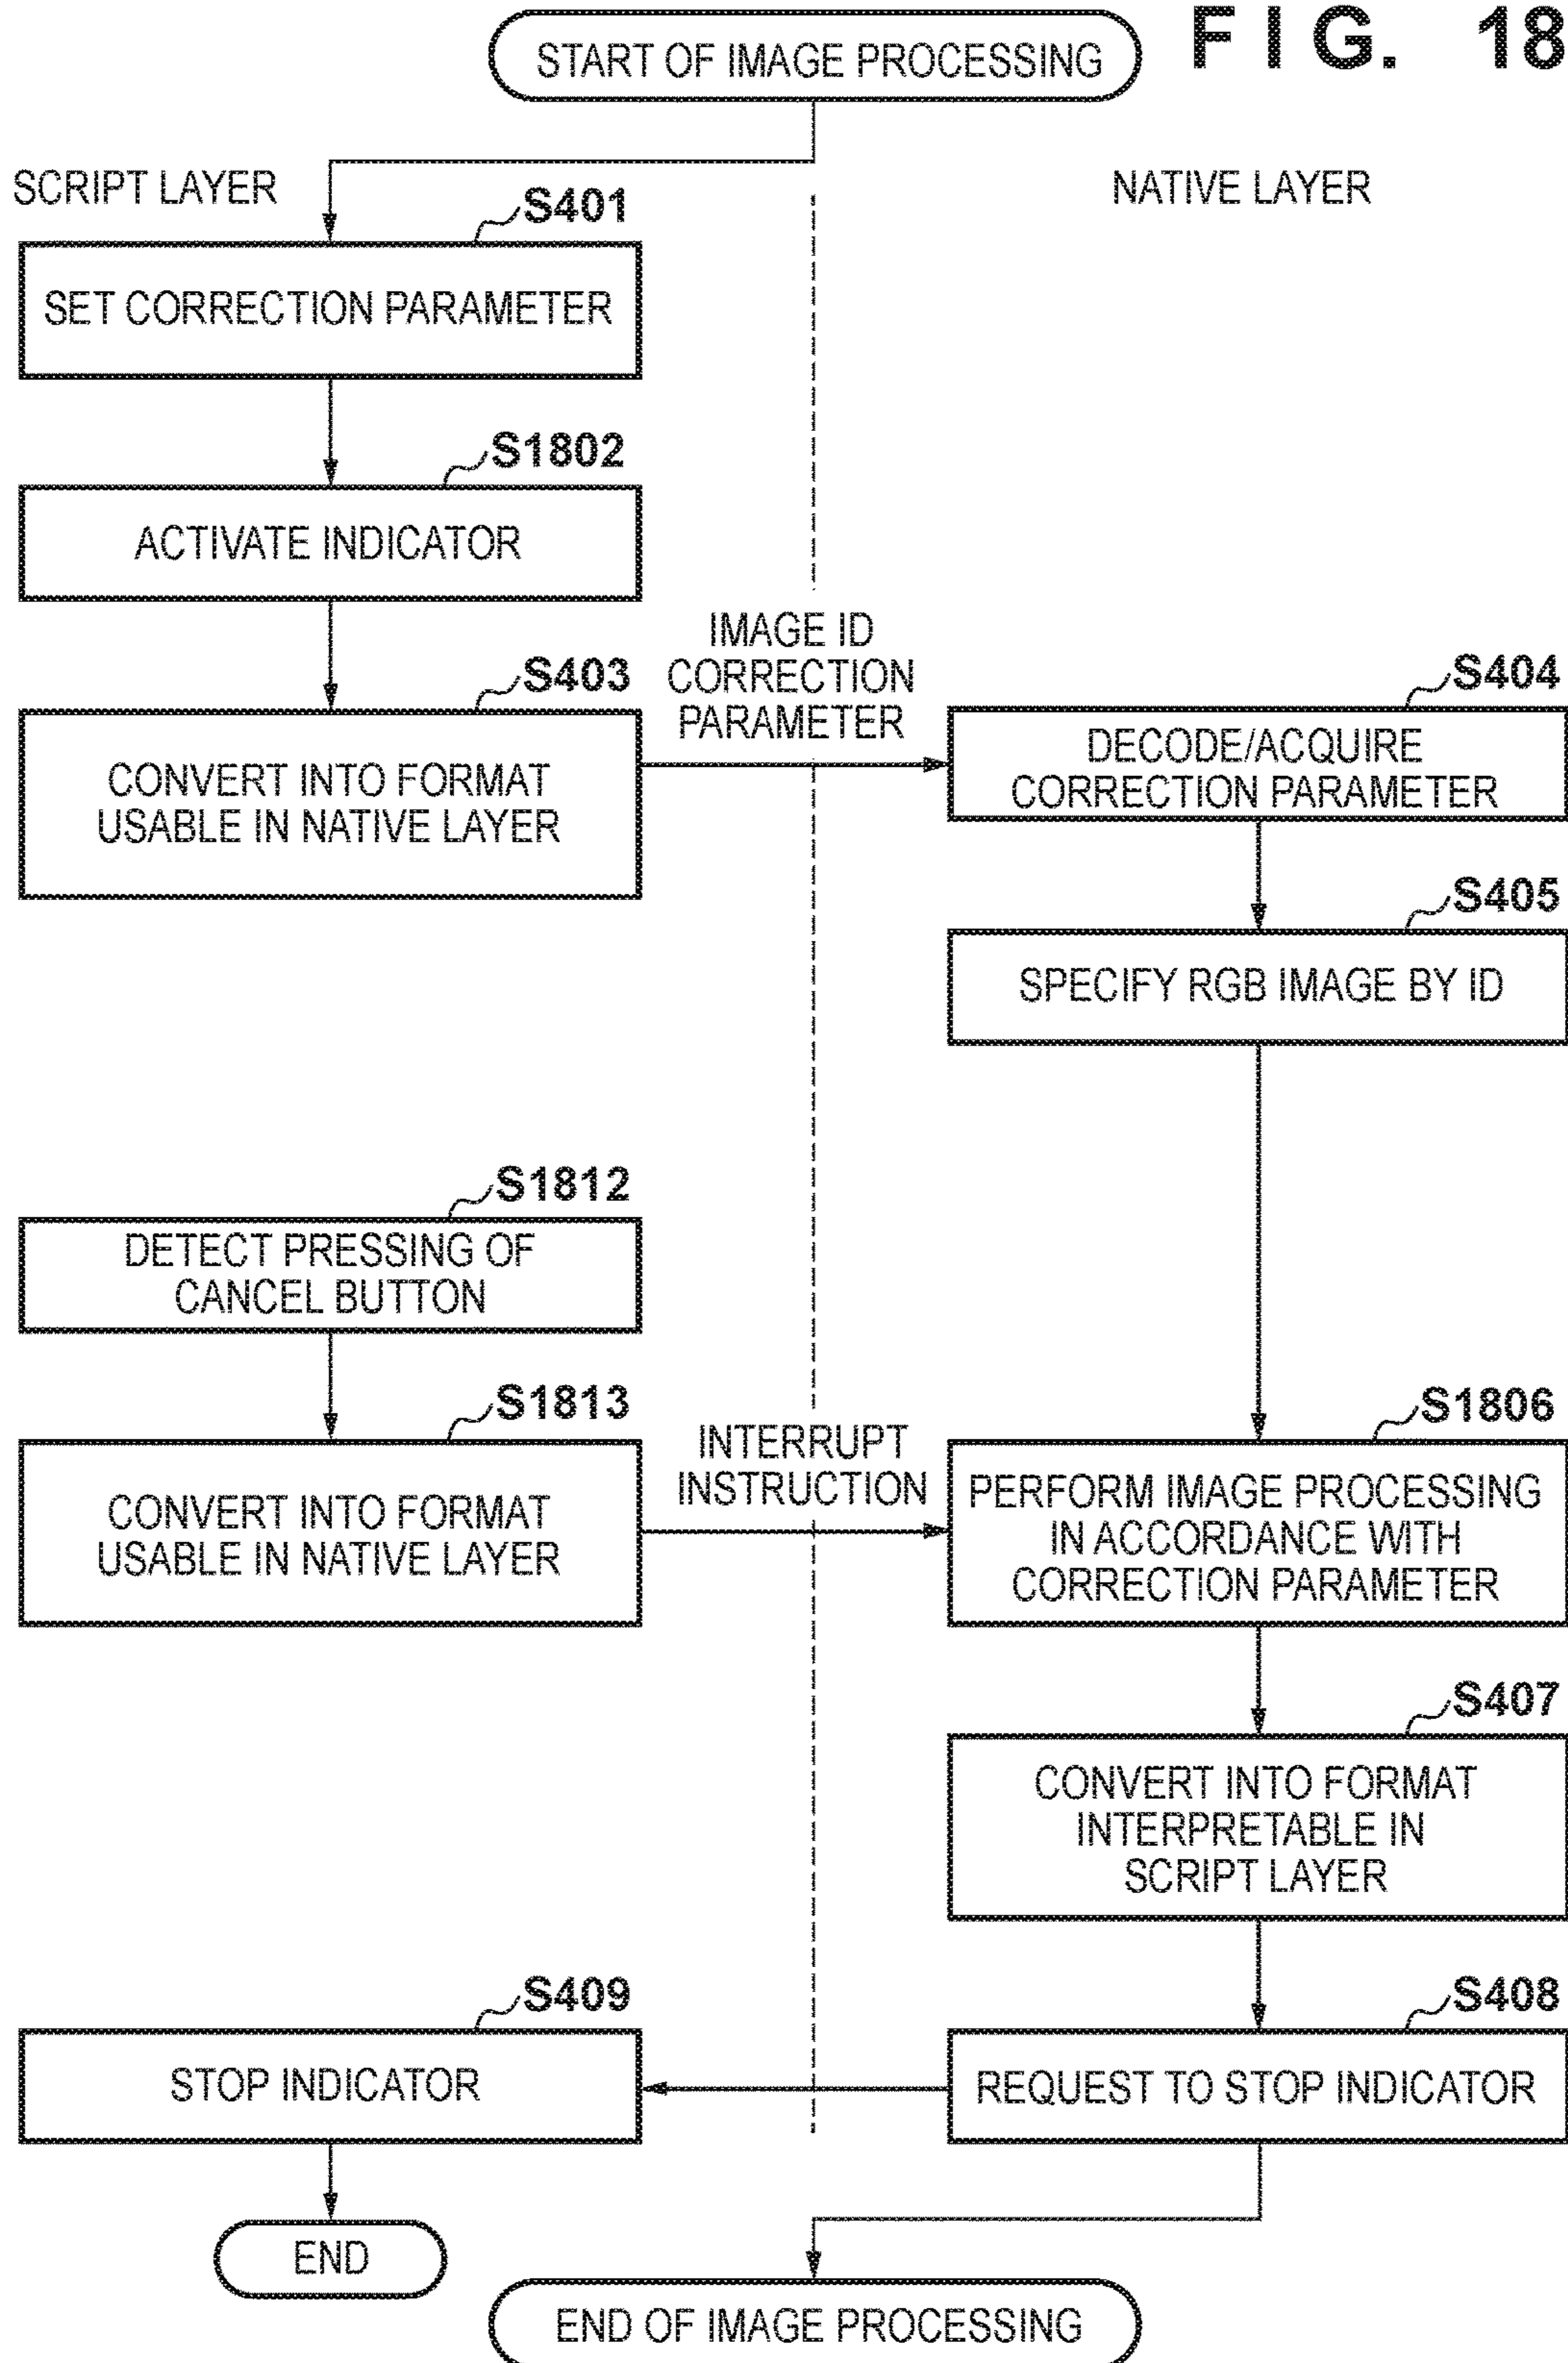 FIG. 18
START OF IMAGE PROCESSING
SCRIPT LAYER
NATIVE LAYER
S401
SET CORRECTION PARAMETER
S1802
ACTIVATE INDICATOR
S403
CONVERT INTO FORMAT
USABLE IN NATIVE LAYER
IMAGE ID
CORRECTION
PARAMETER
S404
DECODE/ACQUIRE
CORRECTION PARAMETER
S405
SPECIFY RGB IMAGE BY ID
S1812
DETECT PRESSING OF
CANCEL BUTTON
S1813
CONVERT INTO FORMAT
USABLE IN NATIVE LAYER
INTERRUPT
INSTRUCTION
S1806
PERFORM IMAGE PROCESSING
IN ACCORDANCE WITH
CORRECTION PARAMETER
S407
CONVERT INTO FORMAT
INTERPRETABLE IN
SCRIPT LAYER
S409
STOP INDICATOR
S408
REQUEST TO STOP INDICATOR
END
END OF IMAGE PROCESSING